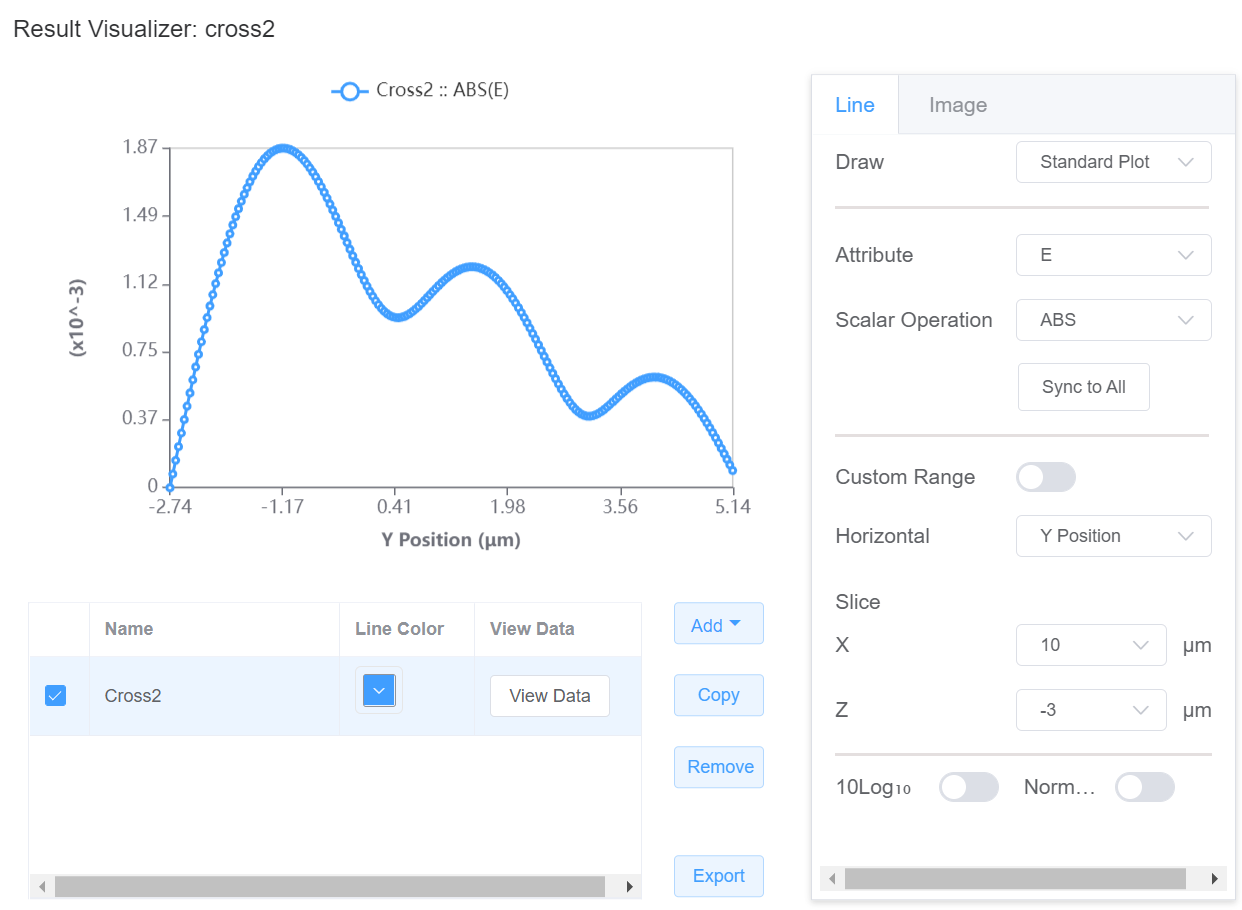 Result Visualizer: cross2
Cross2 :: ABS(E)
1.87
1.49
1.12
0.75
0.37
0
(x10^-3)
-2.74 -1.17 0.41 1.98 3.56 5.14
Y Position (μm)
Name Line Color View Data
Cross2 View Data
Add
Copy
Remove
Export
Line Image
Draw Standard Plot
Attribute E
Scalar Operation ABS
Sync to All
Custom Range
Horizontal Y Position
Slice
X 10 μm
Z -3 μm
10Log₁₀ Norm…